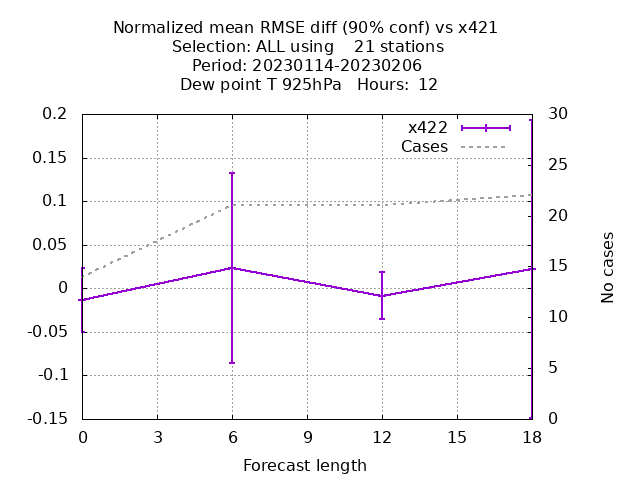 Normalized mean RMSE diff (90% conf) vs x421
Selection: ALL using    21 stations
Period: 20230114-20230206
Dew point T 925hPa   Hours:  12
x422
Cases
0.2
0.15
0.1
0.05
0
-0.05
-0.1
-0.15
30
25
20
15
10
5
0
No cases
0 3 6 9 12 15 18
Forecast length